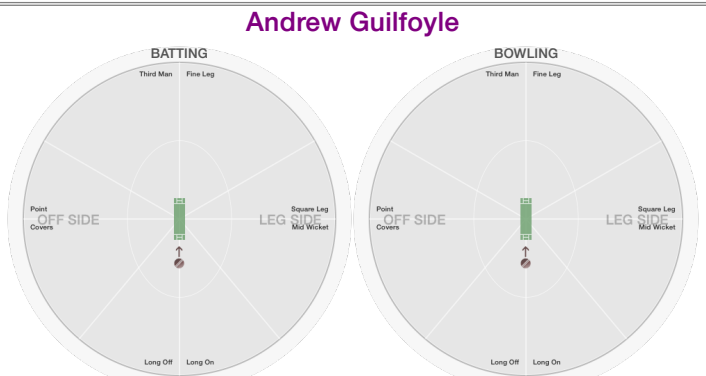 Andrew Guilfoyle
BATTING
Third Man Fine Leg
Point
OFF SIDE
Covers
Square Leg
LEG SIDE
Mid Wicket
Long Off Long On
BOWLING
Third Man Fine Leg
Point
OFF SIDE
Covers
Square Leg
LEG SIDE
Mid Wicket
Long Off Long On